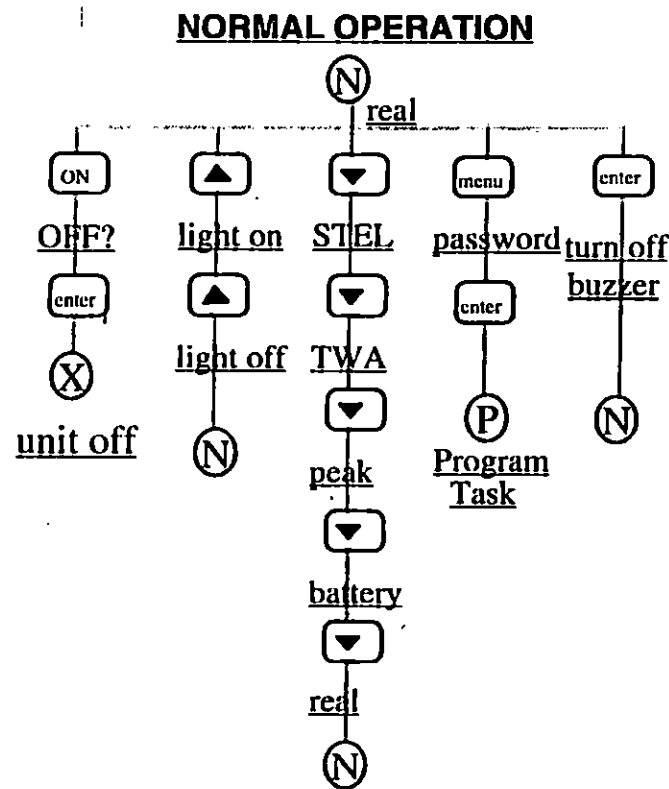 NORMAL OPERATION
N
real
ON
menu
enter
OFF?
light on
STEL
password
turn off
buzzer
enter
enter
light off
TWA
X
unit off
N
P
N
Program
Task
peak
battery
real
N